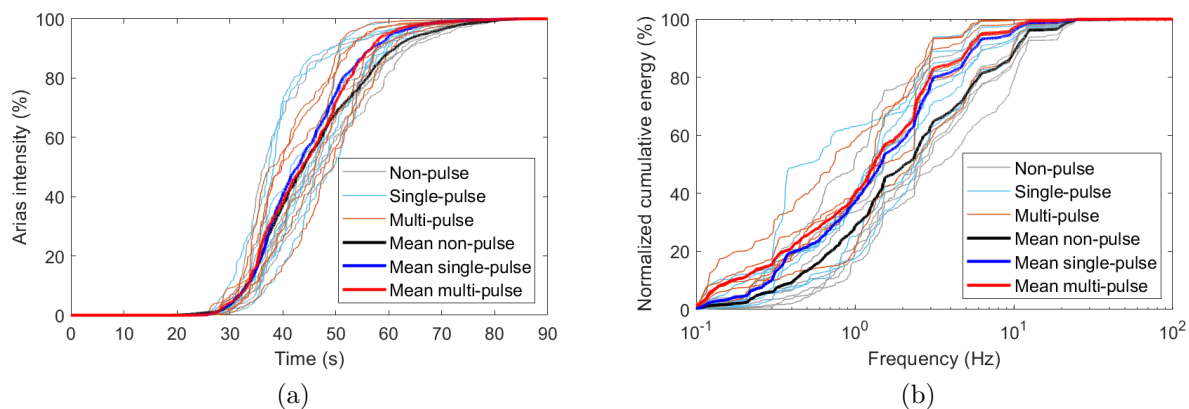 Arias intensity (%)
100
80
60
40
20
0
Non-pulse
Single-pulse
Multi-pulse
Mean non-pulse
Mean single-pulse
Mean multi-pulse
0 10 20 30 40 50 60 70 80 90
Time (s)
(a)
Normalized cumulative energy (%)
100
80
60
40
20
0
Non-pulse
Single-pulse
Multi-pulse
Mean non-pulse
Mean single-pulse
Mean multi-pulse
10⁻¹ 10⁰ 10¹ 10²
Frequency (Hz)
(b)